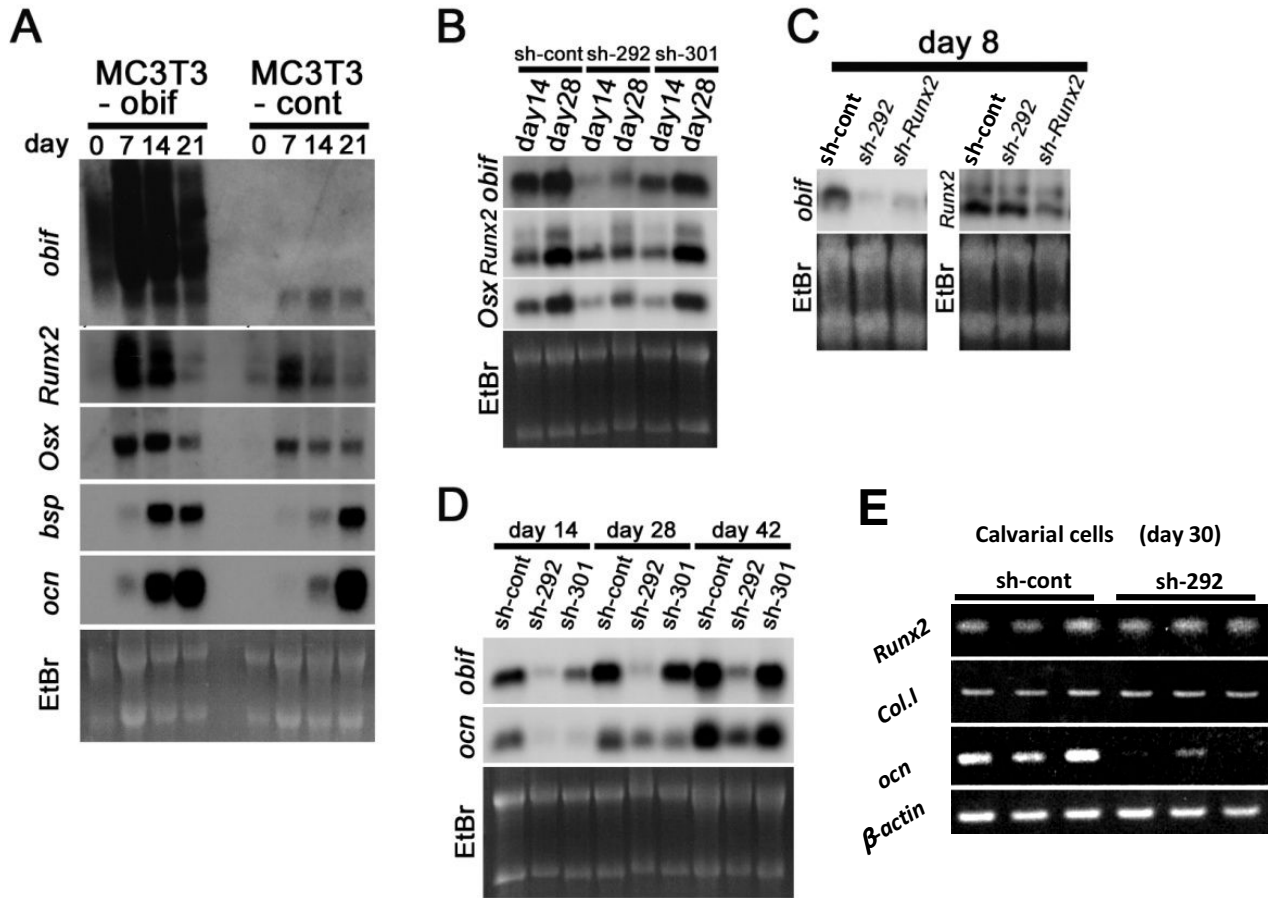 A
MC3T3 MC3T3
- obif - cont
day 0 7 14 21 0 7 14 21
obif
Runx2
Osx
bsp
ocn
EtBr
B
sh-cont sh-292 sh-301
day14 day28 day14 day28 day14 day28
obif
Runx2
Osx
EtBr
C
day 8
sh-cont sh-292 sh-Runx2 sh-cont sh-292 sh-Runx2
obif Runx2
EtBr EtBr
D
day 14 day 28 day 42
sh-cont sh-292 sh-301 sh-cont sh-292 sh-301 sh-cont sh-292 sh-301
obif
ocn
EtBr
E
Calvarial cells (day 30)
sh-cont sh-292
Runx2
Col.I
ocn
β-actin